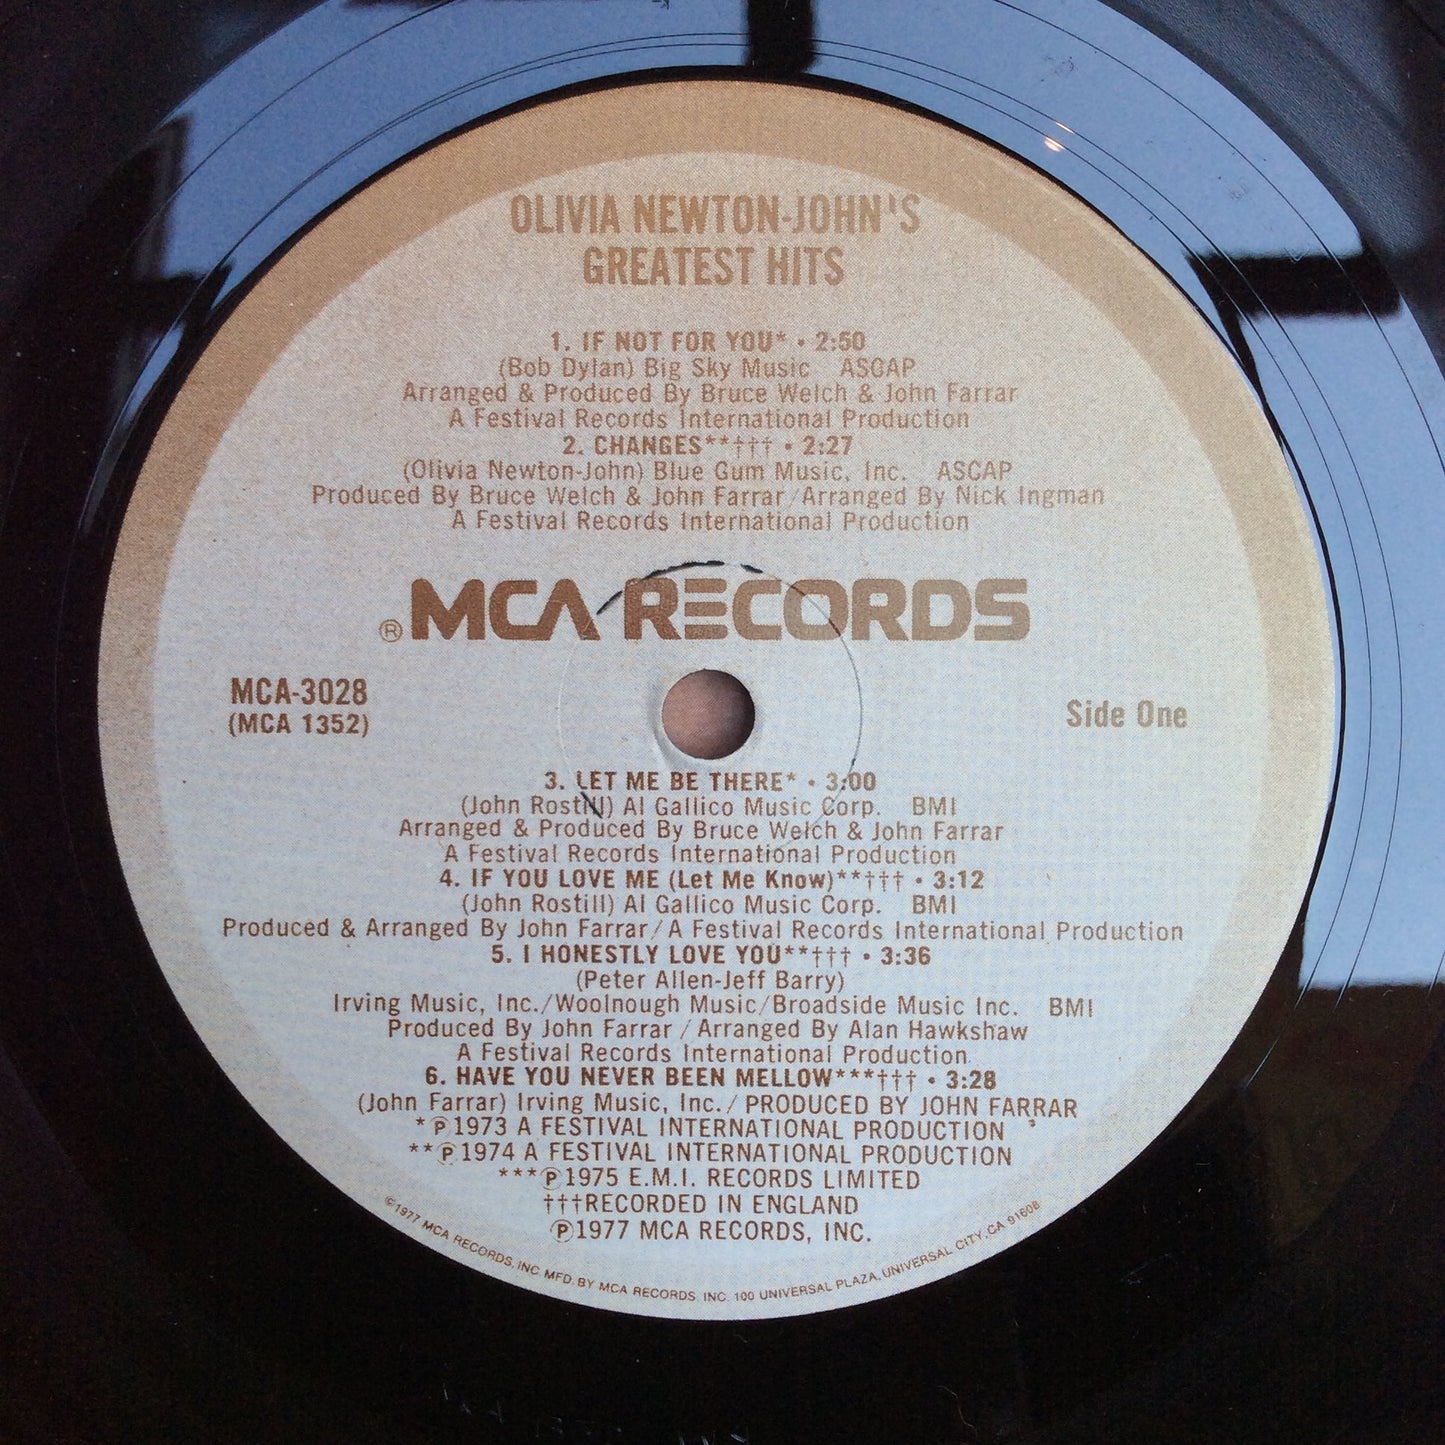 OLIVIA NEWTON-JOHN'S
GREATEST HITS
1. IF NOT FOR YOU* • 2:50
(Bob Dylan) Big Sky Music ASCAP
Arranged & Produced By Bruce Welch & John Farrar
A Festival Records International Production
2. CHANGES**††† • 2:27
(Olivia Newton-John) Blue Gum Music, Inc. ASCAP
Produced By Bruce Welch & John Farrar/Arranged By Nick Ingman
A Festival Records International Production
® MCA RECORDS
MCA-3028
(MCA 1352)
Side One
3. LET ME BE THERE* • 3:00
(John Rostill) Al Gallico Music Corp. BMI
Arranged & Produced By Bruce Welch & John Farrar
A Festival Records International Production
4. IF YOU LOVE ME (Let Me Know)**††† • 3:12
(John Rostill) Al Gallico Music Corp. BMI
Produced & Arranged By John Farrar/A Festival Records International Production
5. I HONESTLY LOVE YOU**††† • 3:36
(Peter Allen-Jeff Barry)
Irving Music, Inc./Woolnough Music/Broadside Music Inc. BMI
Produced By John Farrar/Arranged By Alan Hawkshaw
A Festival Records International Production
6. HAVE YOU NEVER BEEN MELLOW***††† • 3:28
(John Farrar) Irving Music, Inc./PRODUCED BY JOHN FARRAR
*℗1973 A FESTIVAL INTERNATIONAL PRODUCTION
**℗1974 A FESTIVAL INTERNATIONAL PRODUCTION
***℗1975 E.M.I. RECORDS LIMITED
†††RECORDED IN ENGLAND
℗1977 MCA RECORDS, INC.
©1977 MCA RECORDS, INC. MFD. BY MCA RECORDS, INC. 100 UNIVERSAL PLAZA, UNIVERSAL CITY, CA 91608